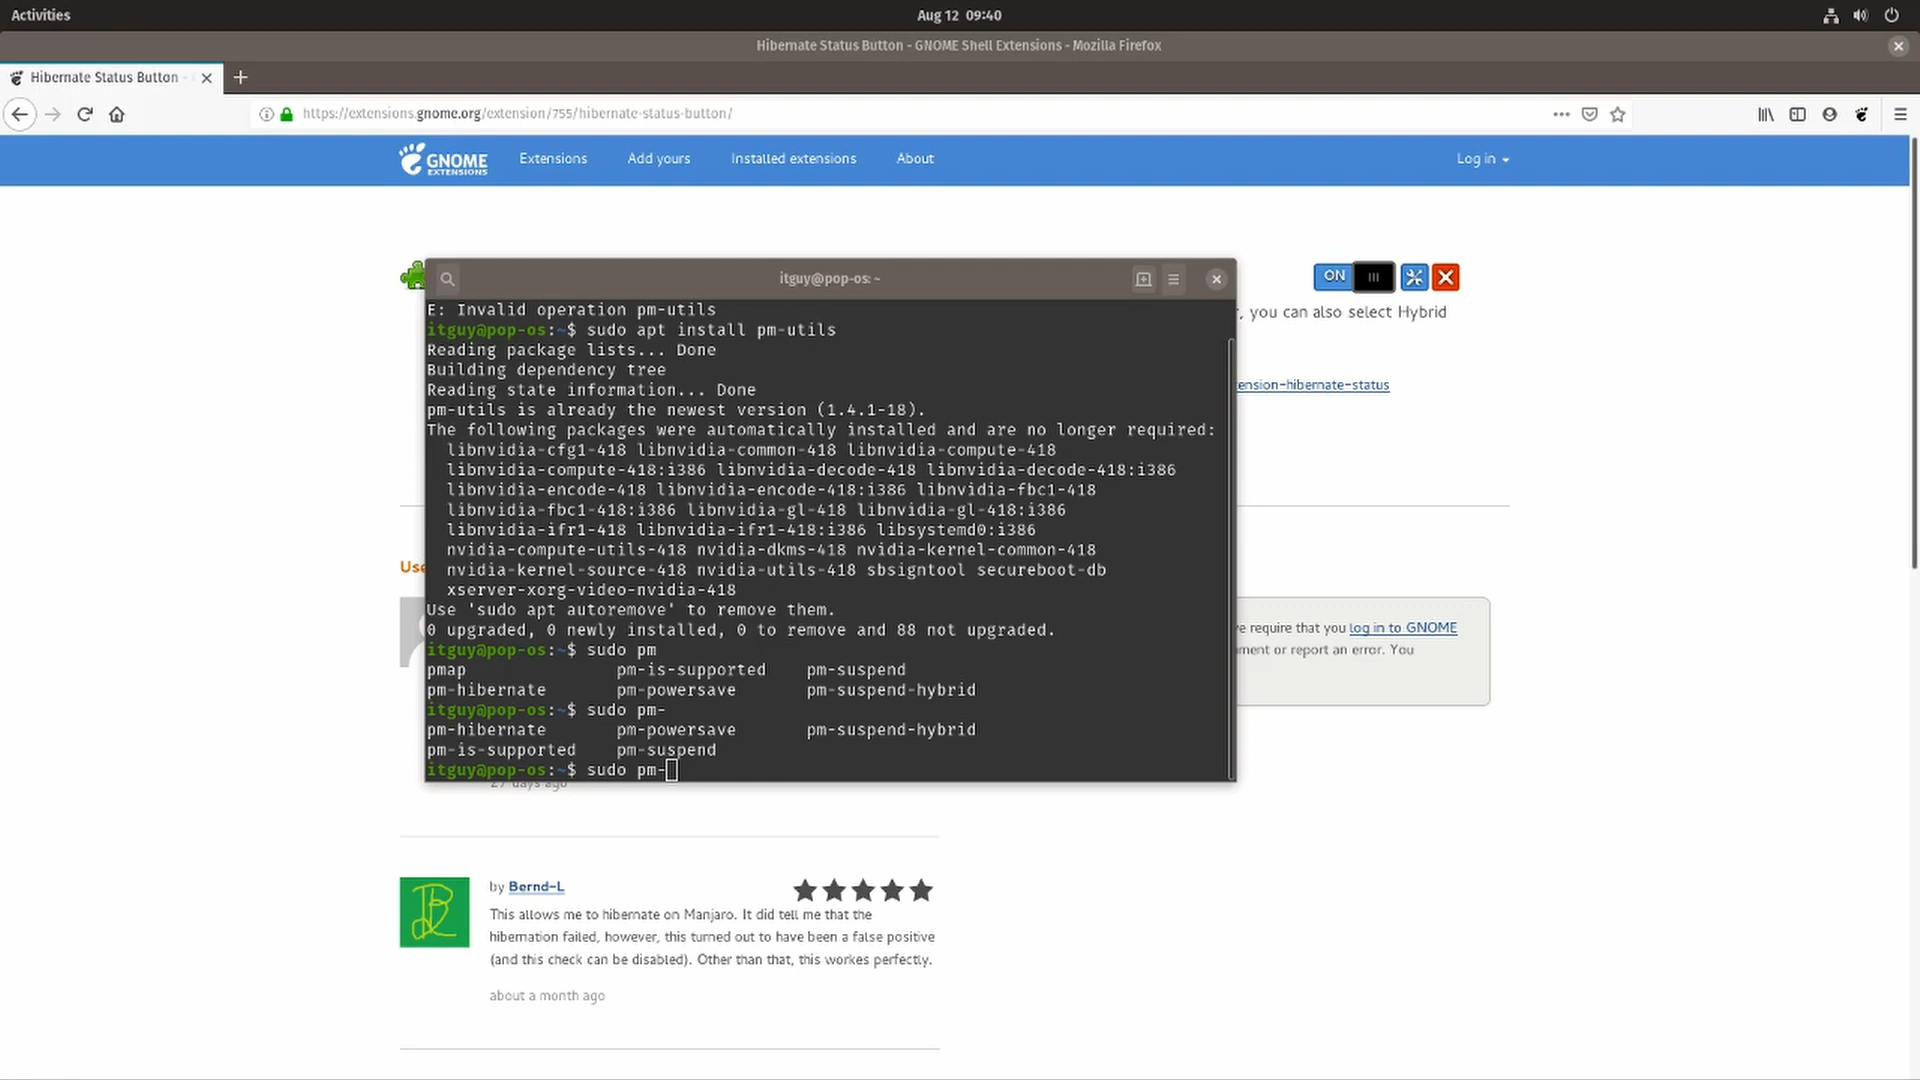 Activities
Aug 12 09:40
Hibernate Status Button - GNOME Shell Extensions - Mozilla Firefox
Hibernate Status Button -
https://extensions.gnome.org/extension/755/hibernate-status-button/
GNOME EXTENSIONS
Extensions
Add yours
Installed extensions
About
Log in
ON
, you can also select Hybrid
ension-hibernate-status
Use
itguy@pop-os: ~
E: Invalid operation pm-utils
itguy@pop-os:~$ sudo apt install pm-utils
Reading package lists... Done
Building dependency tree
Reading state information... Done
pm-utils is already the newest version (1.4.1-18).
The following packages were automatically installed and are no longer required:
libnvidia-cfg1-418 libnvidia-common-418 libnvidia-compute-418
libnvidia-compute-418:i386 libnvidia-decode-418 libnvidia-decode-418:i386
libnvidia-encode-418 libnvidia-encode-418:i386 libnvidia-fbc1-418
libnvidia-fbc1-418:i386 libnvidia-gl-418 libnvidia-gl-418:i386
libnvidia-ifr1-418 libnvidia-ifr1-418:i386 libsystemd0:i386
nvidia-compute-utils-418 nvidia-dkms-418 nvidia-kernel-common-418
nvidia-kernel-source-418 nvidia-utils-418 sbsigntool secureboot-db
xserver-xorg-video-nvidia-418
Use 'sudo apt autoremove' to remove them.
0 upgraded, 0 newly installed, 0 to remove and 88 not upgraded.
itguy@pop-os:~$ sudo pm
pmap pm-is-supported pm-suspend
pm-hibernate pm-powersave pm-suspend-hybrid
itguy@pop-os:~$ sudo pm-
pm-hibernate pm-powersave pm-suspend-hybrid
pm-is-supported pm-suspend
itguy@pop-os:~$ sudo pm-
ve require that you log in to GNOME
ment or report an error. You
27 days ago
by Bernd-L
This allows me to hibernate on Manjaro. It did tell me that the
hibernation failed, however, this turned out to have been a false positive
(and this check can be disabled). Other than that, this workes perfectly.
about a month ago